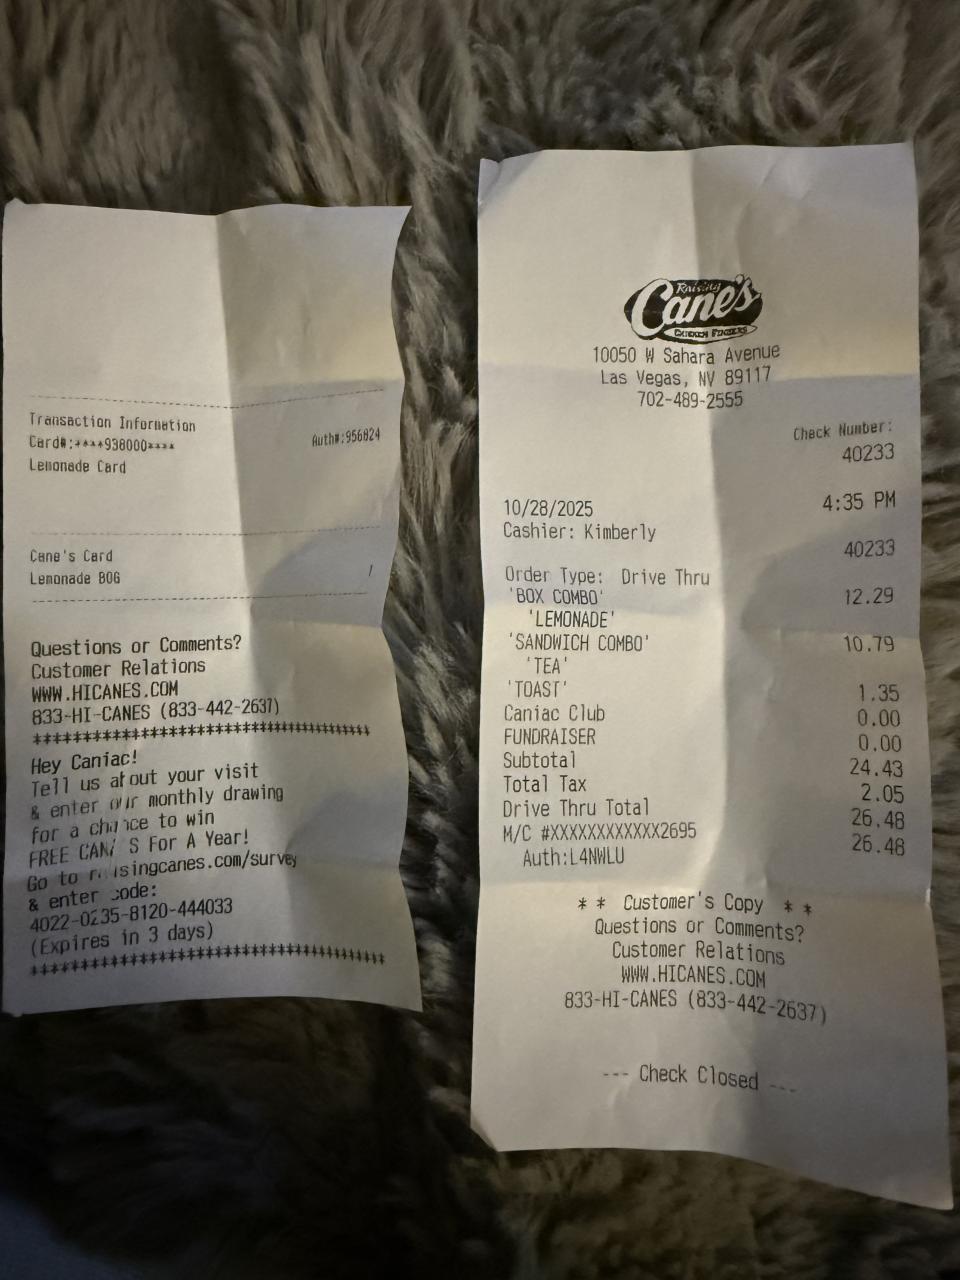 Transaction Information
Card#:****938000**** Auth#:956824
Lemonade Card
Cane's Card
Lemonade BOG 1
Questions or Comments?
Customer Relations
WWW.HICANES.COM
833-HI-CANES (833-442-2637)
****************************************
Hey Caniac!
Tell us about your visit
& enter our monthly drawing
for a chance to win
FREE CANE'S For A Year!
Go to raisingcanes.com/survey
& enter code:
4022-0235-8120-444033
(Expires in 3 days)
****************************************
Raising
Cane's
CHICKEN FINGERS
10050 W Sahara Avenue
Las Vegas, NV 89117
702-489-2555
Check Number:
40233
10/28/2025 4:35 PM
Cashier: Kimberly
40233
Order Type: Drive Thru
'BOX COMBO' 12.29
'LEMONADE'
'SANDWICH COMBO' 10.79
'TEA'
'TOAST' 1.35
Caniac Club 0.00
FUNDRAISER 0.00
Subtotal 24.43
Total Tax 2.05
Drive Thru Total 26.48
M/C #XXXXXXXXXXXX2695 26.48
Auth:L4NWLU
* * Customer's Copy * *
Questions or Comments?
Customer Relations
WWW.HICANES.COM
833-HI-CANES (833-442-2637)
--- Check Closed ---